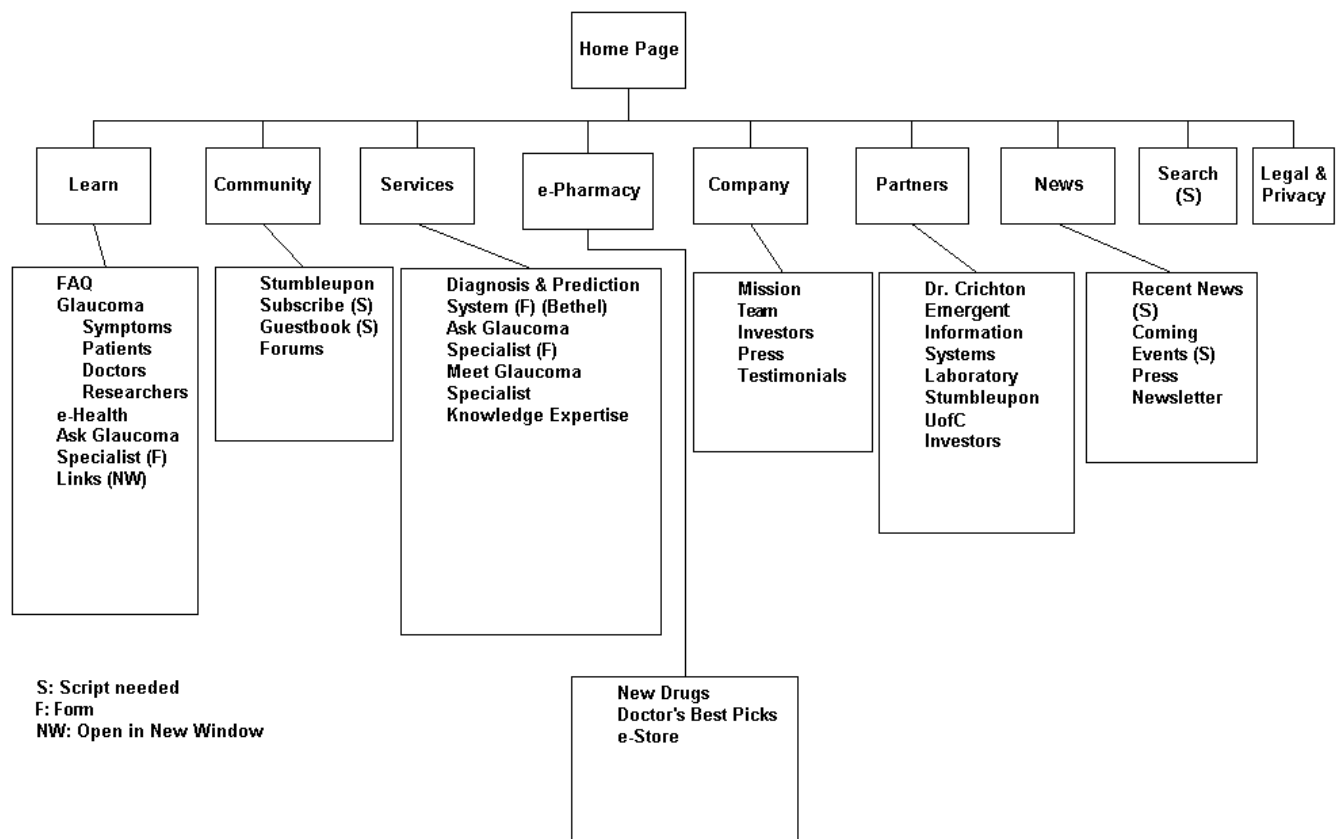 Home Page
Learn
Community
Services
e-Pharmacy
Company
Partners
News
Search
(S)
Legal &
Privacy
FAQ
Glaucoma
Symptoms
Patients
Doctors
Researchers
e-Health
Ask Glaucoma
Specialist (F)
Links (NW)
Stumbleupon
Subscribe (S)
Guestbook (S)
Forums
Diagnosis & Prediction
System (F) (Bethel)
Ask Glaucoma
Specialist (F)
Meet Glaucoma
Specialist
Knowledge Expertise
Mission
Team
Investors
Press
Testimonials
Dr. Crichton
Emergent
Information
Systems
Laboratory
Stumbleupon
UofC
Investors
Recent News
(S)
Coming
Events (S)
Press
Newsletter
S: Script needed
F: Form
NW: Open in New Window
New Drugs
Doctor's Best Picks
e-Store